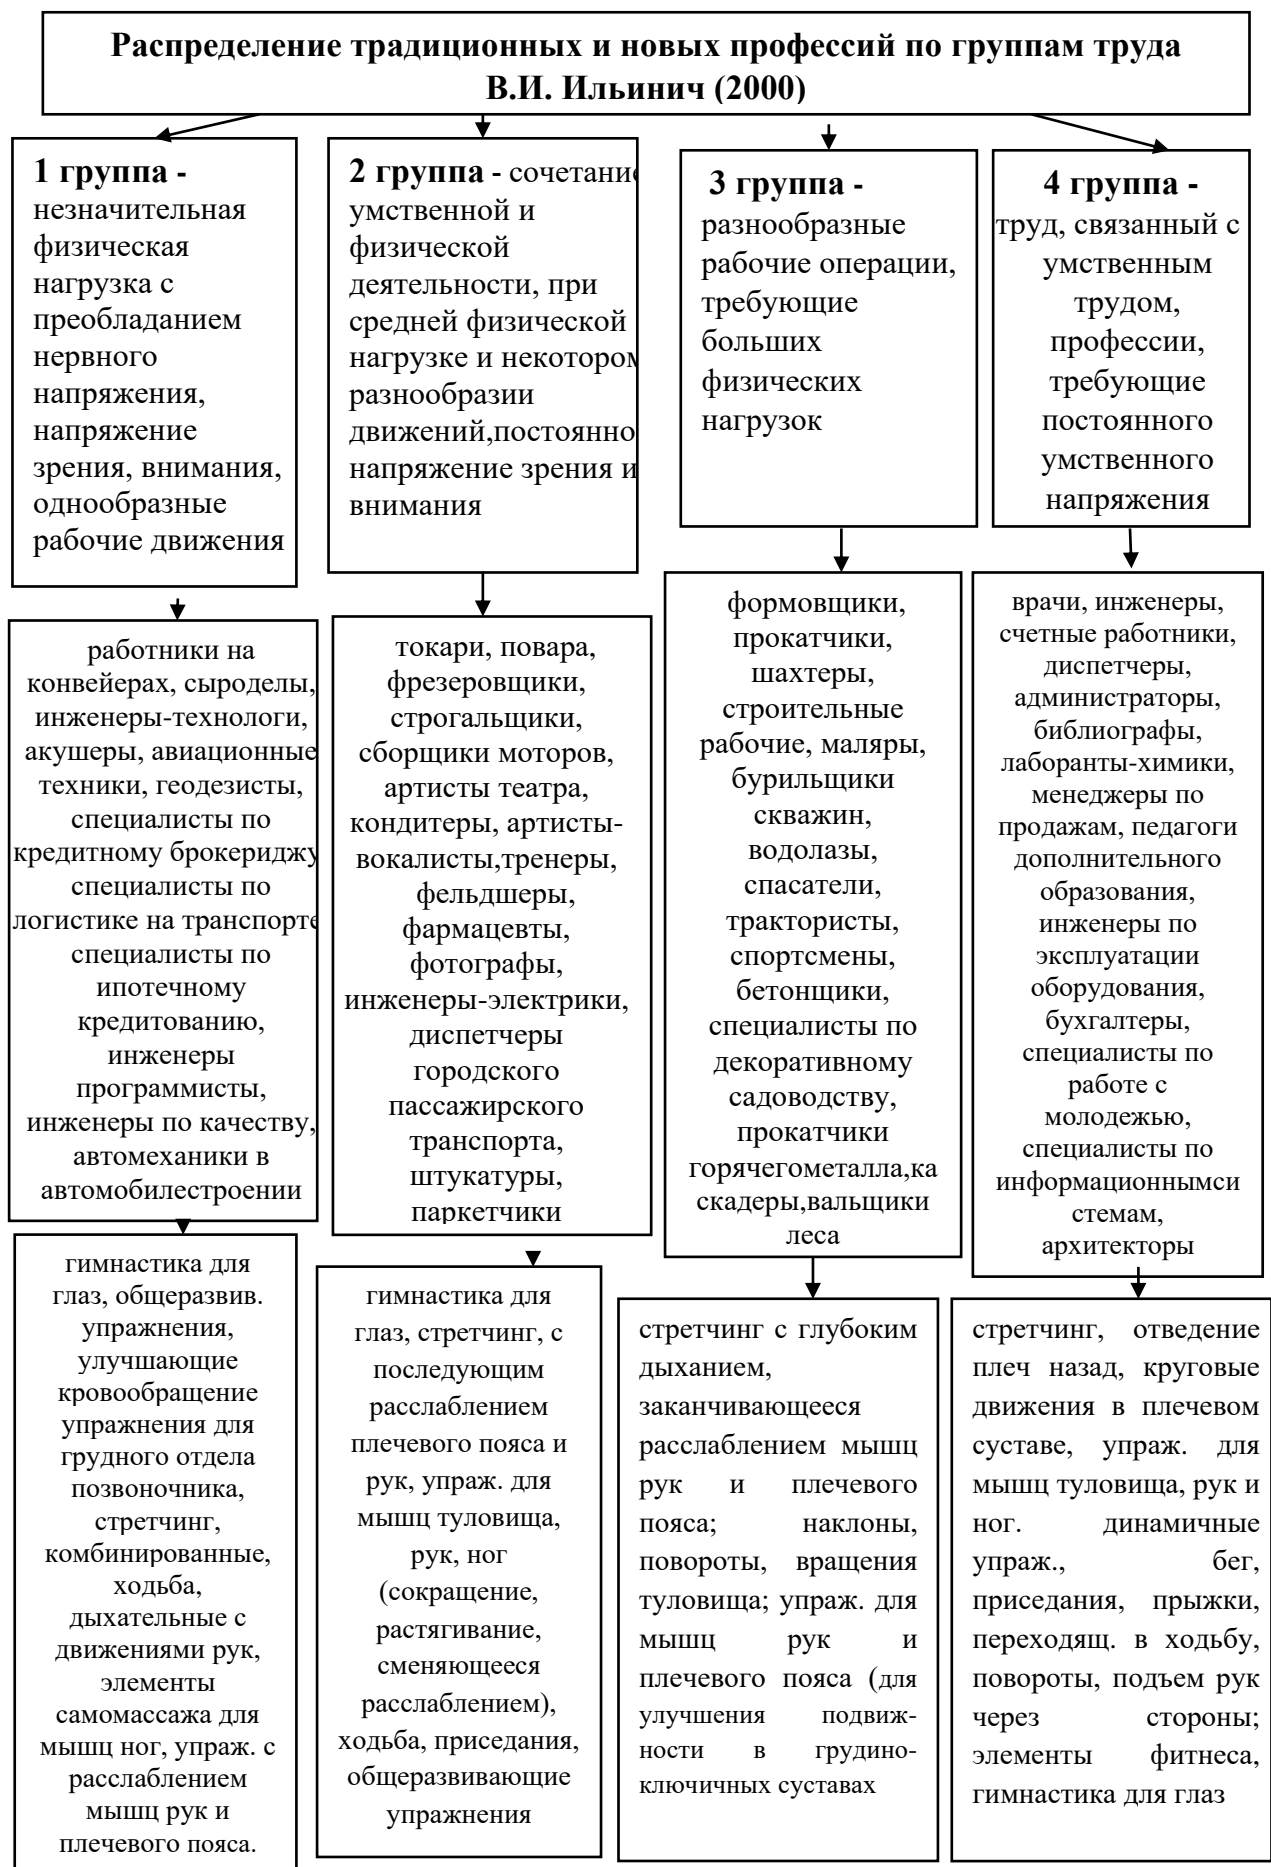 Распределение традиционных и новых профессий по группам труда
В.И. Ильинич (2000)
1 группа -
незначительная
физическая
нагрузка с
преобладанием
нервного
напряжения,
напряжение
зрения, внимания,
однообразные
рабочие движения
2 группа - сочетание
умственной и
физической
деятельности, при
средней физической
нагрузке и некотором
разнообразии
движений,постоянно
напряжение зрения и
внимания
3 группа -
разнообразные
рабочие операции,
требующие
больших
физических
нагрузок
4 группа -
труд, связанный с
умственным
трудом,
профессии,
требующие
постоянного
умственного
напряжения
работники на
конвейерах, сыроделы,
инженеры-технологи,
акушеры, авиационные
техники, геодезисты,
специалисты по
кредитному брокериджу
специалисты по
логистике на транспорте
специалисты по
ипотечному
кредитованию,
инженеры
программисты,
инженеры по качеству,
автомеханики в
автомобилестроении
токари, повара,
фрезеровщики,
строгальщики,
сборщики моторов,
артисты театра,
кондитеры, артисты-
вокалисты,тренеры,
фельдшеры,
фармацевты,
фотографы,
инженеры-электрики,
диспетчеры
городского
пассажирского
транспорта,
штукатуры,
паркетчики
формовщики,
прокатчики,
шахтеры,
строительные
рабочие, маляры,
бурильщики
скважин,
водолазы,
спасатели,
трактористы,
спортсмены,
бетонщики,
специалисты по
декоративному
садоводству,
прокатчики
горячегометалла,ка
скадеры,вальщики
леса
врачи, инженеры,
счетные работники,
диспетчеры,
администраторы,
библиографы,
лаборанты-химики,
менеджеры по
продажам, педагоги
дополнительного
образования,
инженеры по
эксплуатации
оборудования,
бухгалтеры,
специалисты по
работе с
молодежью,
специалисты по
информационнымси
стемам,
архитекторы
гимнастика для
глаз, общеразвив.
упражнения,
улучшающие
кровообращение
упражнения для
грудного отдела
позвоночника,
стретчинг,
комбинированные,
ходьба,
дыхательные с
движениями рук,
элементы
самомассажа для
мышц ног, упраж. с
расслаблением
мышц рук и
плечевого пояса.
гимнастика для
глаз, стретчинг, с
последующим
расслаблением
плечевого пояса и
рук, упраж. для
мышц туловища,
рук, ног
(сокращение,
растягивание,
сменяющееся
расслаблением),
ходьба, приседания,
общеразвивающие
упражнения
стретчинг с глубоким
дыханием,
заканчивающееся
расслаблением мышц
рук и плечевого
пояса; наклоны,
повороты, вращения
туловища; упраж. для
мышц рук и
плечевого пояса (для
улучшения подвиж-
ности в грудино-
ключичных суставах
стретчинг, отведение
плеч назад, круговые
движения в плечевом
суставе, упраж. для
мышц туловища, рук и
ног. динамичные
упраж., бег,
приседания, прыжки,
переходящ. в ходьбу,
повороты, подъем рук
через стороны;
элементы фитнеса,
гимнастика для глаз